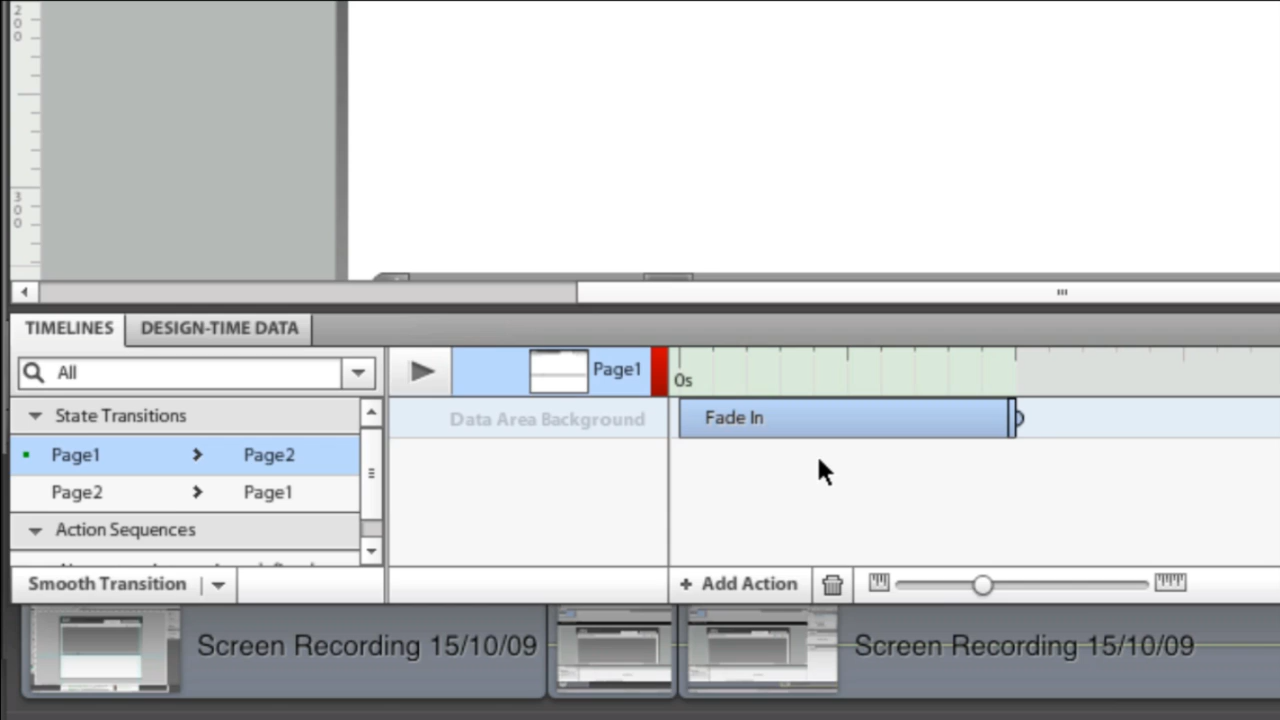 200
300
TIMELINES DESIGN-TIME DATA
All
Page1
0s
State Transitions
Data Area Background
Fade In
Page1 Page2
Page2 Page1
Action Sequences
Smooth Transition
+ Add Action
Screen Recording 15/10/09
Screen Recording 15/10/09